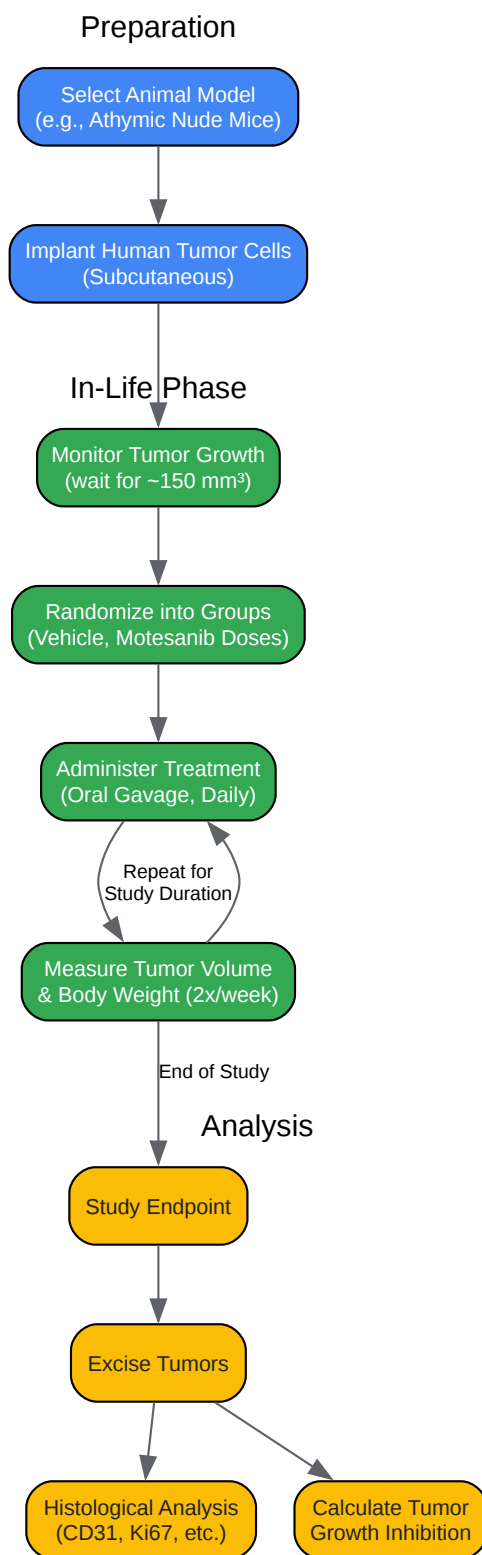 Preparation
Select Animal Model
(e.g., Athymic Nude Mice)
Implant Human Tumor Cells
(Subcutaneous)
In-Life Phase
Monitor Tumor Growth
(wait for ~150 mm³)
Randomize into Groups
(Vehicle, Motesanib Doses)
Administer Treatment
(Oral Gavage, Daily)
Repeat for
Study Duration
Measure Tumor Volume
& Body Weight (2x/week)
End of Study
Analysis
Study Endpoint
Excise Tumors
Histological Analysis
(CD31, Ki67, etc.)
Calculate Tumor
Growth Inhibition